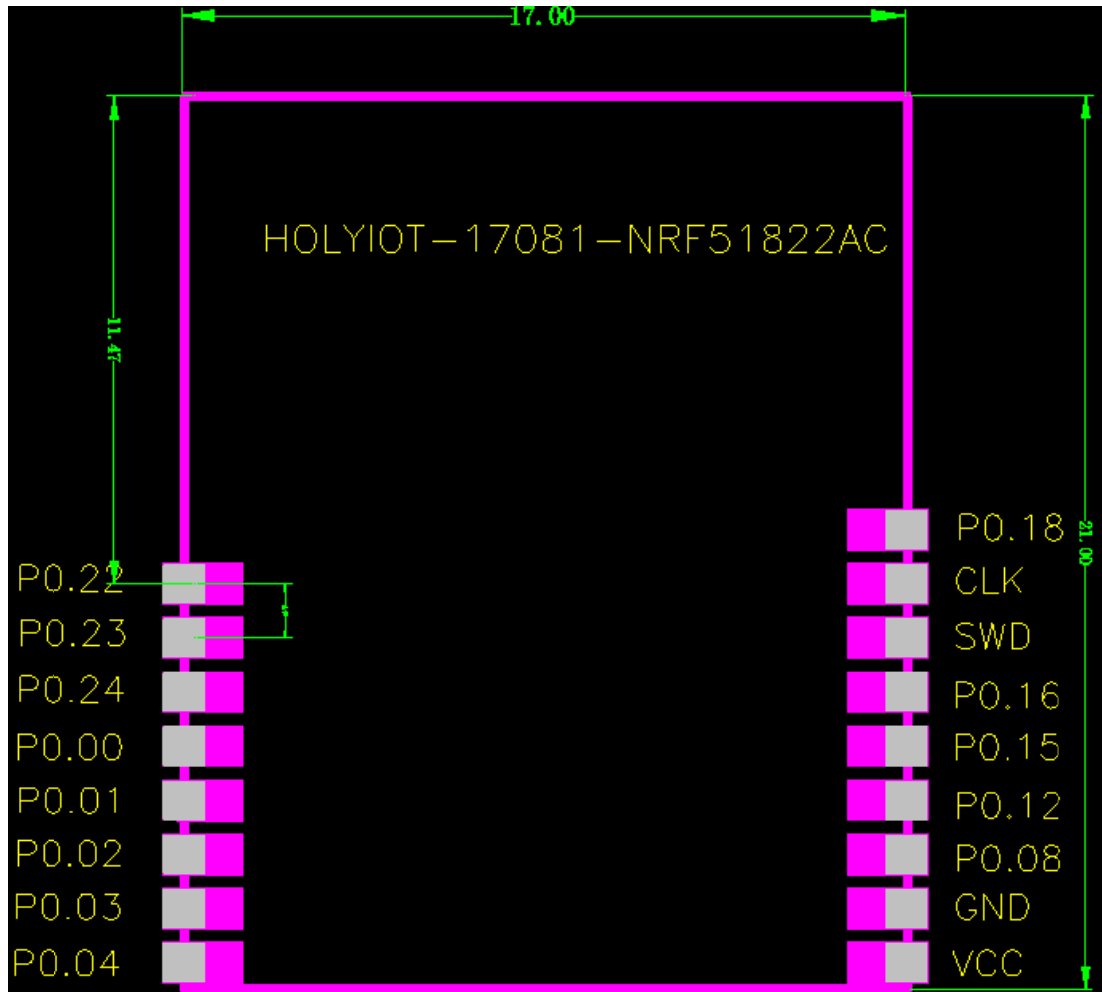 17.00
HOLYIOT-17081-NRF51822AC
11.47
21.00
P0.18
P0.22
CLK
P0.23
SWD
P0.24
P0.16
P0.00
P0.15
P0.01
P0.12
P0.02
P0.08
P0.03
GND
P0.04
VCC